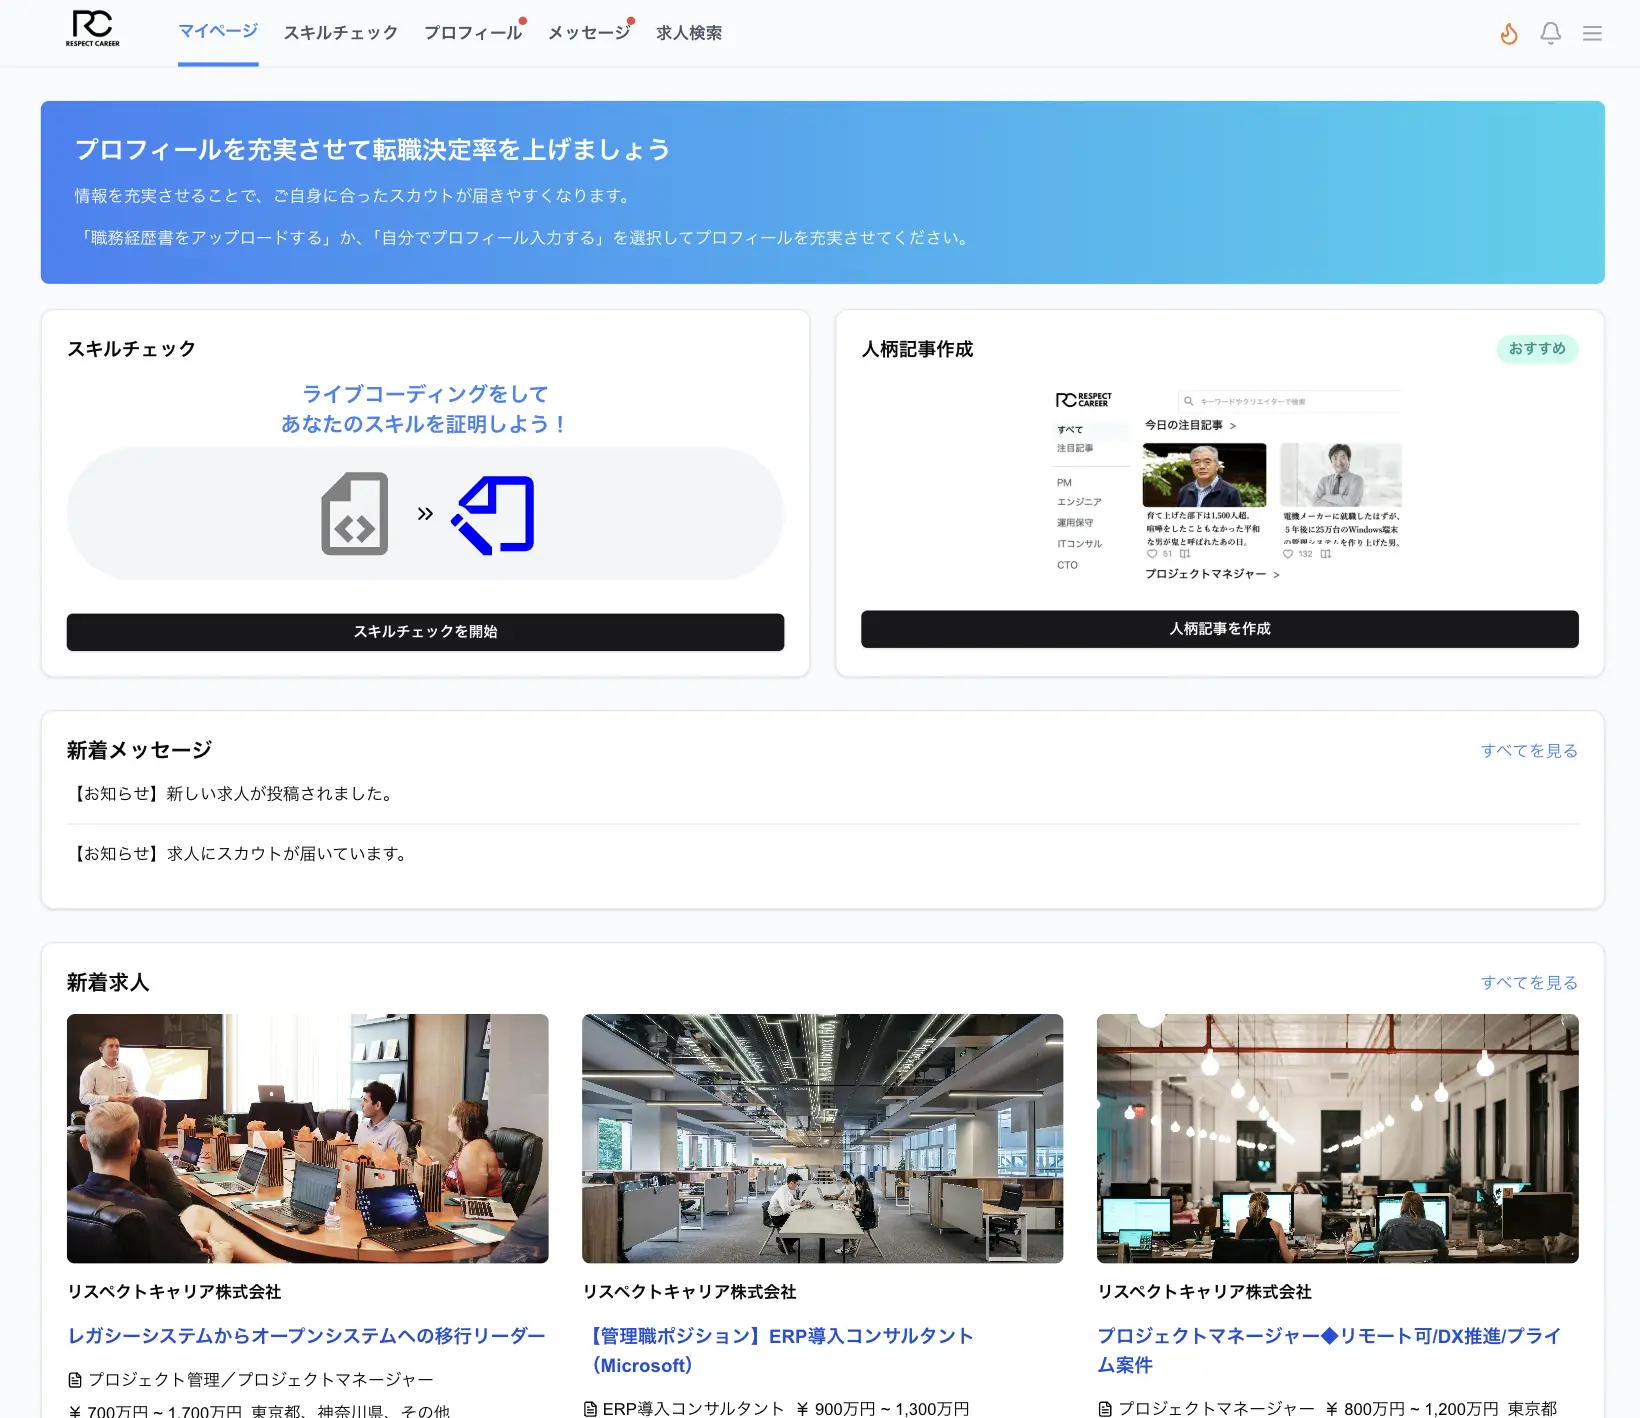 RC
RESPECT CAREER
マイページ
スキルチェック
プロフィール
メッセージ
求人検索
プロフィールを充実させて転職決定率を上げましょう
情報を充実させることで、ご自身に合ったスカウトが届きやすくなります。
「職務経歴書をアップロードする」か、「自分でプロフィール入力する」を選択してプロフィールを充実させてください。
スキルチェック
ライブコーディングをして
あなたのスキルを証明しよう！
スキルチェックを開始
人柄記事作成
おすすめ
RC RESPECT
CAREER
キーワードやクリエイターで検索
すべて
注目記事
PM
エンジニア
運用保守
ITコンサル
CTO
今日の注目記事 >
育て上げた部下は1,500人超。
喧嘩をしたこともなかった平和
な男が鬼と呼ばれたあの日。
51
電機メーカーに就職したはずが、
5年後に25万台のWindows端末
の管理システムを作り上げた男。
132
プロジェクトマネジャー >
人柄記事を作成
新着メッセージ
すべてを見る
【お知らせ】新しい求人が投稿されました。
【お知らせ】求人にスカウトが届いています。
新着求人
すべてを見る
リスペクトキャリア株式会社
レガシーシステムからオープンシステムへの移行リーダー
プロジェクト管理／プロジェクトマネージャー
¥ 700万円 ~ 1,700万円 東京都、神奈川県、その他
リスペクトキャリア株式会社
【管理職ポジション】ERP導入コンサルタント
（Microsoft）
ERP導入コンサルタント ¥ 900万円 ~ 1,300万円
リスペクトキャリア株式会社
プロジェクトマネージャー◆リモート可/DX推進/プライ
ム案件
プロジェクトマネージャー ¥ 800万円 ~ 1,200万円 東京都